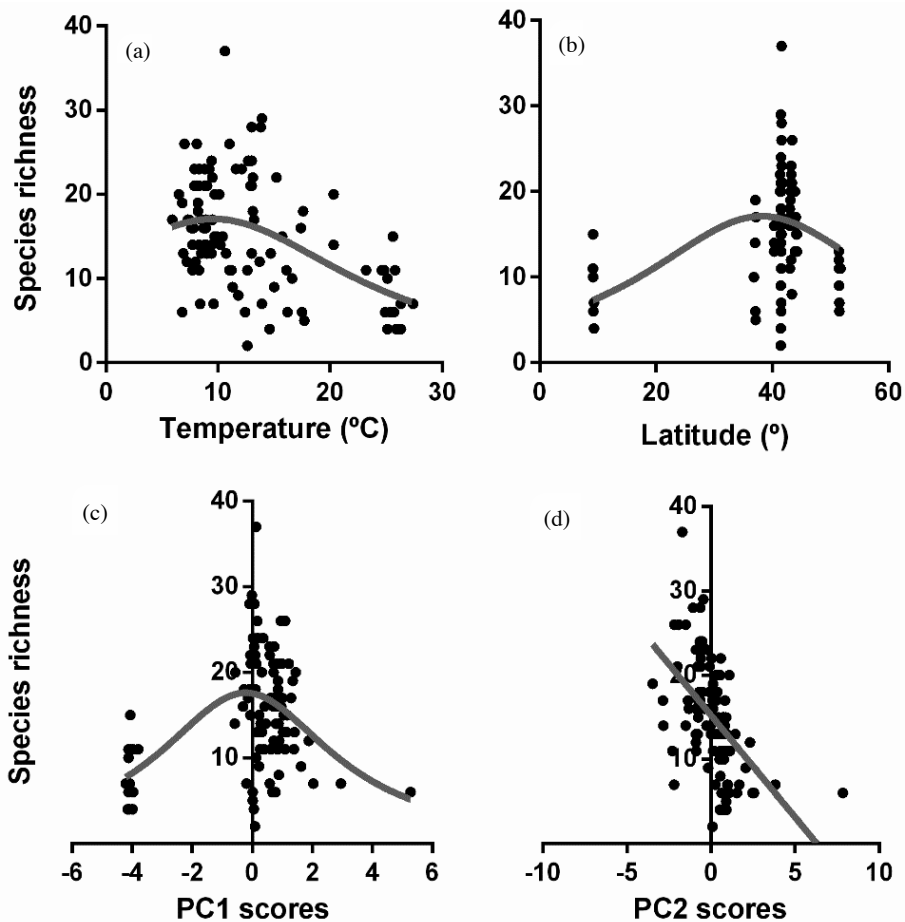 (a)
40
30
20
10
0
Species richness
0 10 20 30
Temperature (ºC)
(b)
40
30
20
10
0
0 20 40 60
Latitude (º)
(c)
40
30
20
10
Species richness
-6 -4 -2 0 2 4 6
PC1 scores
(d)
40
30
20
10
-10 -5 0 5 10
PC2 scores